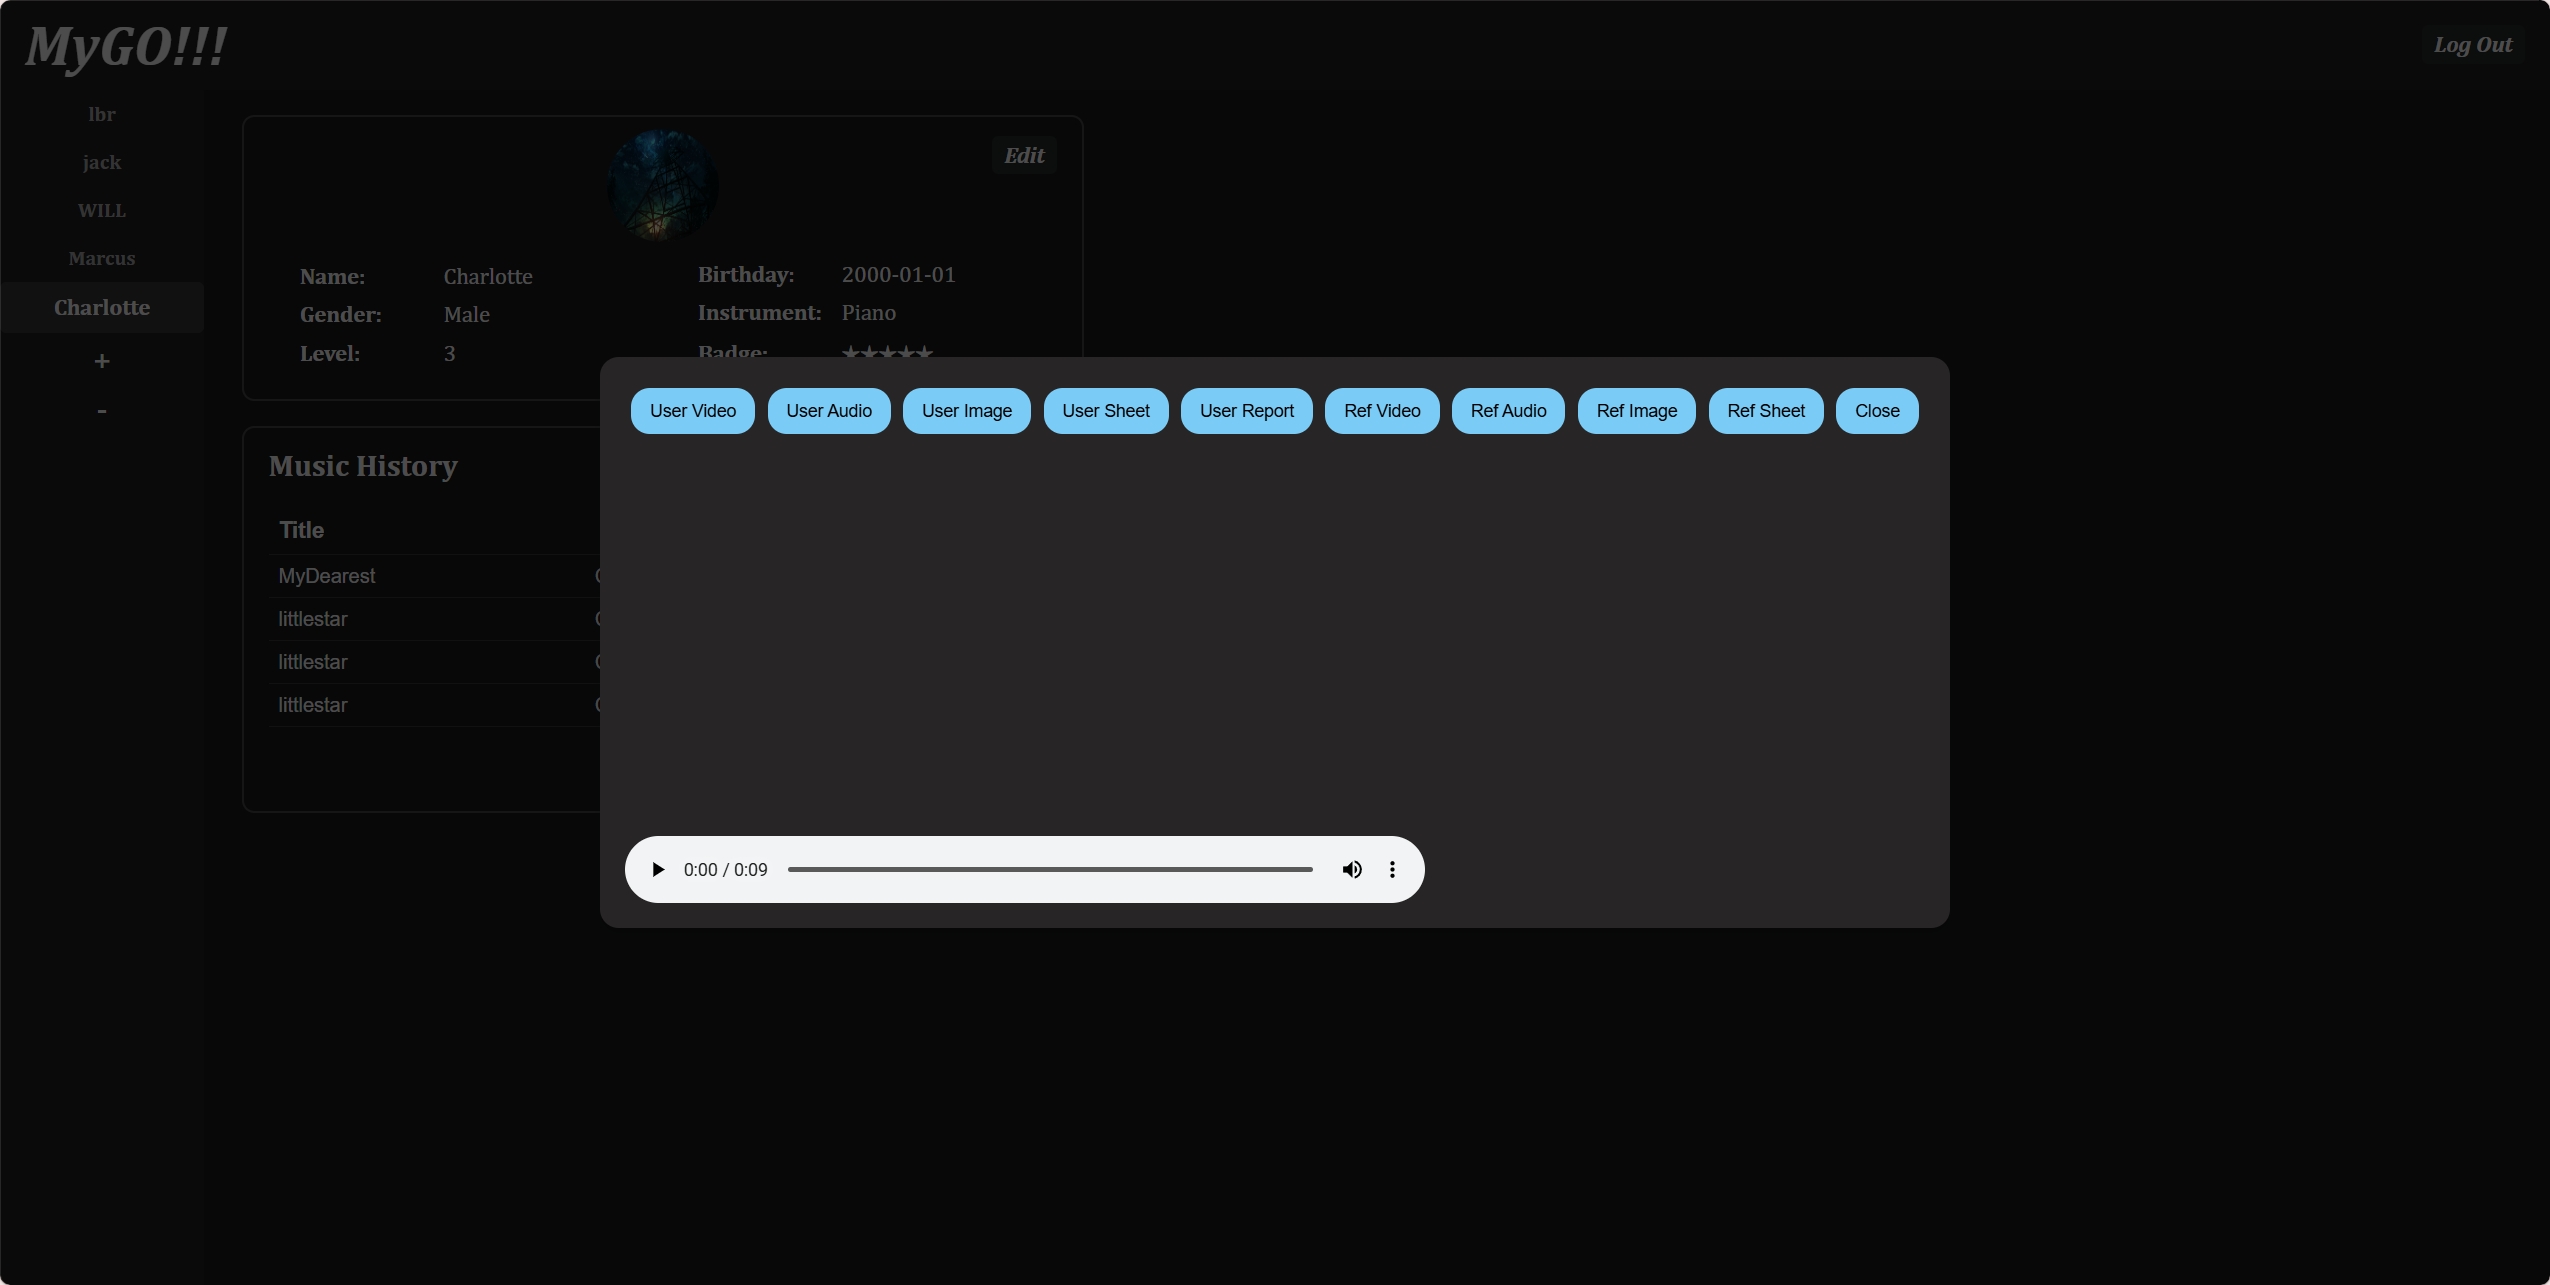 MyGO!!!
Log Out
lbr
jack
WILL
Marcus
Charlotte
+
-
Edit
Name: Charlotte
Birthday: 2000-01-01
Gender: Male
Instrument: Piano
Level: 3
Badge: ★★★★★
User Video User Audio User Image User Sheet User Report Ref Video Ref Audio Ref Image Ref Sheet Close
Music History
Title
MyDearest
littlestar
littlestar
littlestar
0:00 / 0:09